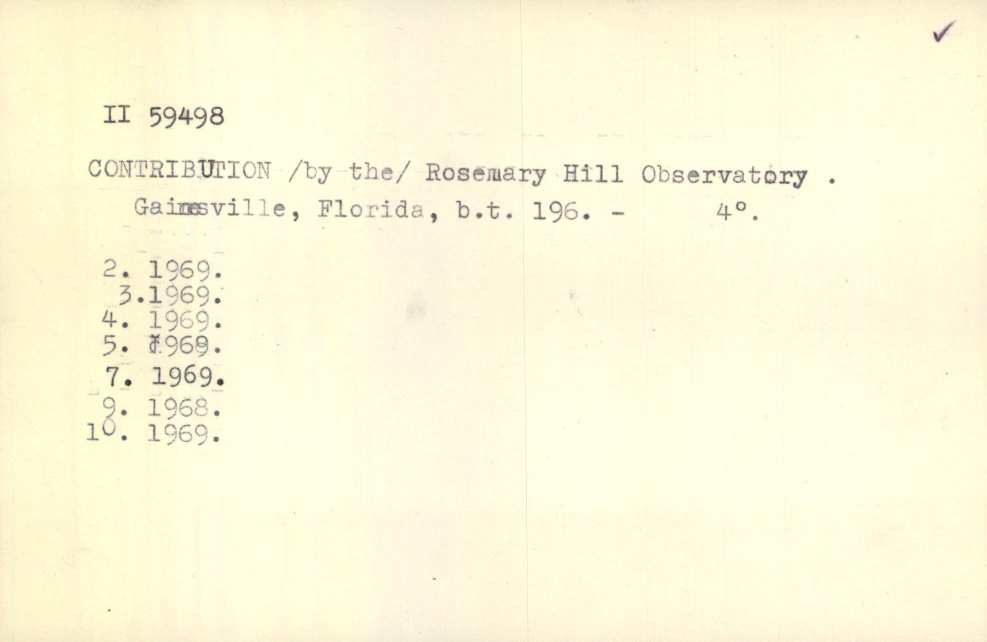 II 59498
CONTRIBUTION /by the/ Rosemary Hill Observatory .
Gainesville, Florida, b.t. 196. - 4°.
2. 1969.
3.1969.
4. 1969.
5. 1969.
7. 1969.
9. 1968.
10. 1969.